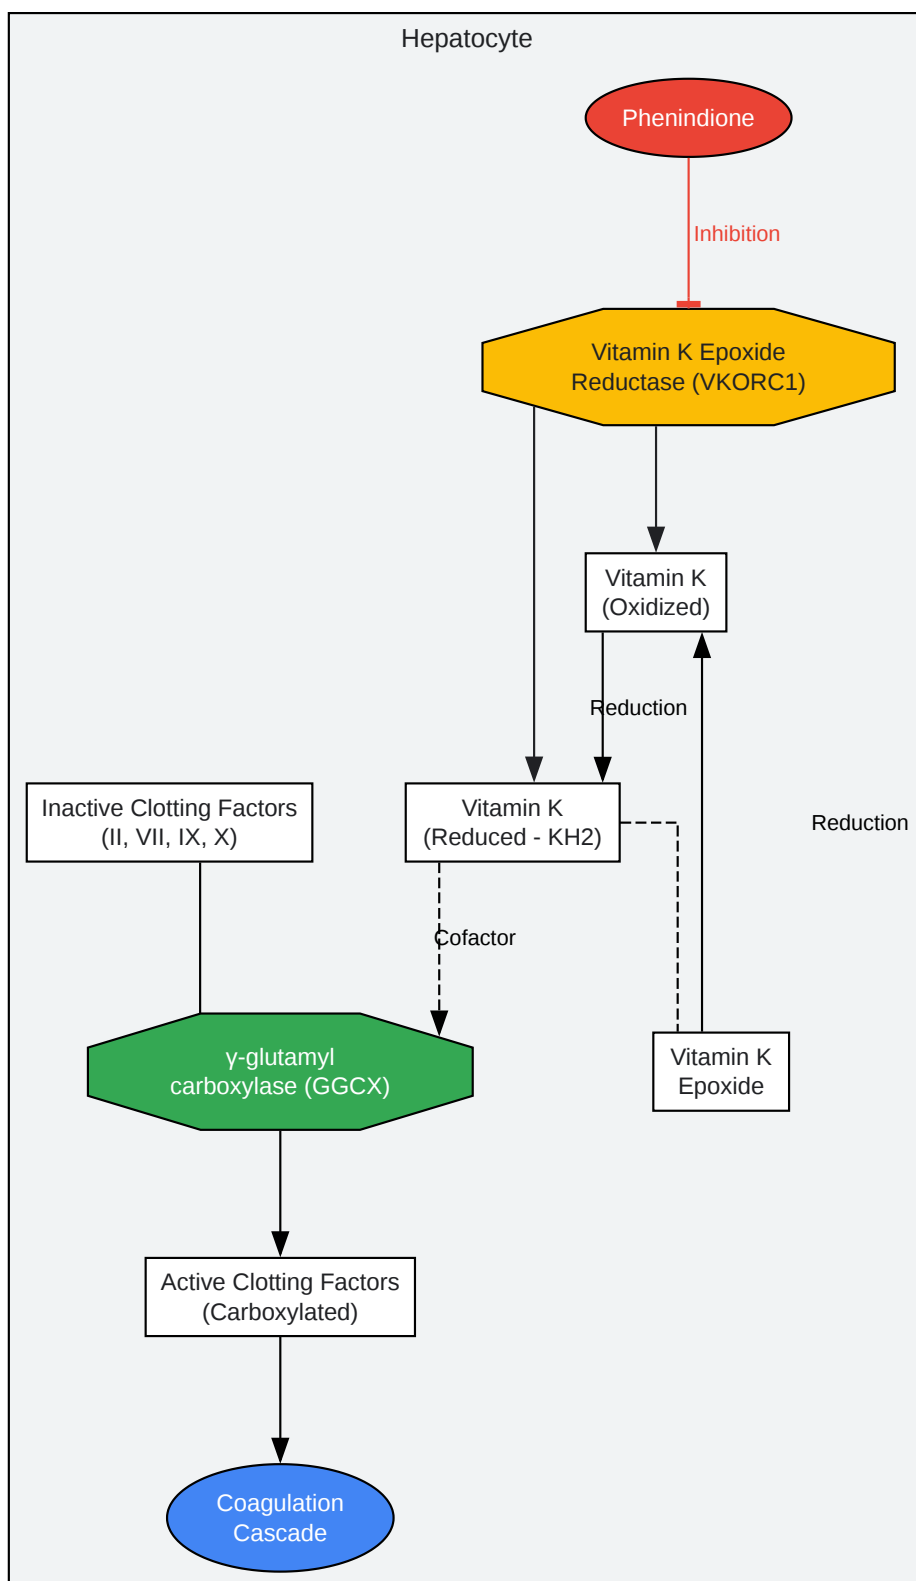 Hepatocyte
Phenindione
Inhibition
Vitamin K Epoxide
Reductase (VKORC1)
Vitamin K
(Oxidized)
Reduction
Inactive Clotting Factors
(II, VII, IX, X)
Vitamin K
(Reduced - KH2)
Reduction
Cofactor
γ-glutamyl
carboxylase (GGCX)
Vitamin K
Epoxide
Active Clotting Factors
(Carboxylated)
Coagulation
Cascade